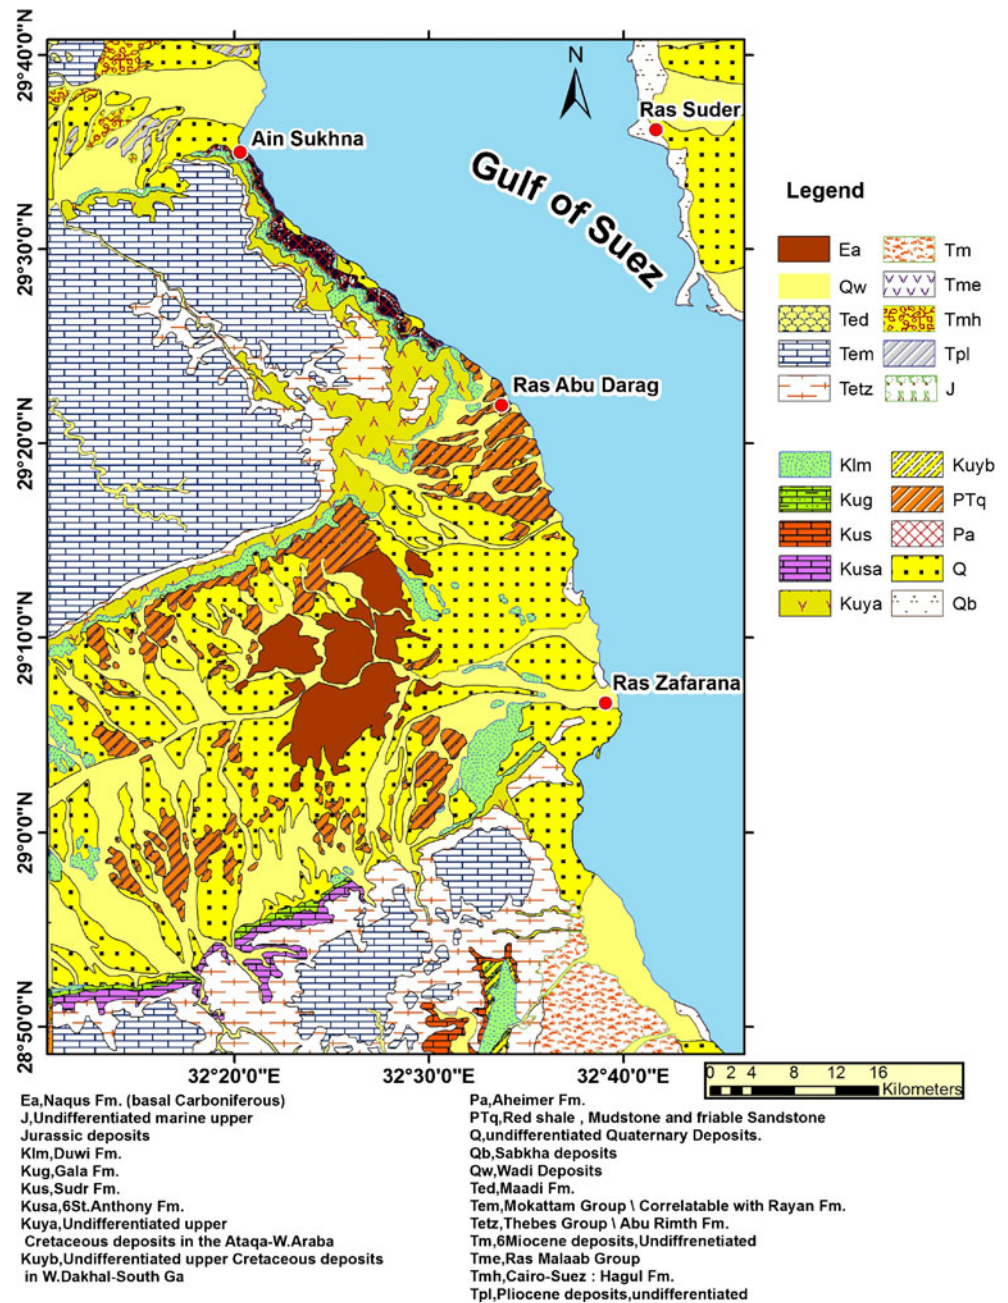 29°40'0"N
29°30'0"N
29°20'0"N
29°10'0"N
29°0'0"N
28°50'0"N
N
Ras Suder
Ain Sukhna
Gulf of Suez
Ras Abu Darag
Ras Zafarana
32°20'0"E
32°30'0"E
32°40'0"E
Legend
Ea
Qw
Ted
Tem
Tetz
Tm
Tme
Tmh
Tpl
J
Klm
Kug
Kus
Kusa
Kuya
Kuyb
PTq
Pa
Q
Qb
0 2 4 8 12 16
Kilometers
Ea,Naqus Fm. (basal Carboniferous)
J,Undifferentiated marine upper
Jurassic deposits
Klm,Duwi Fm.
Kug,Gala Fm.
Kus,Sudr Fm.
Kusa,6St.Anthony Fm.
Kuya,Undifferentiated upper
Cretaceous deposits in the Ataqa-W.Araba
Kuyb,Undifferentiated upper Cretaceous deposits
in W.Dakhal-South Ga
Pa,Aheimer Fm.
PTq,Red shale , Mudstone and friable Sandstone
Q,undifferentiated Quaternary Deposits.
Qb,Sabkha deposits
Qw,Wadi Deposits
Ted,Maadi Fm.
Tem,Mokattam Group \ Correlatable with Rayan Fm.
Tetz,Thebes Group \ Abu Rimth Fm.
Tm,6Miocene deposits,Undiffrenetiated
Tme,Ras Malaab Group
Tmh,Cairo-Suez : Hagul Fm.
Tpl,Pliocene deposits,undifferentiated